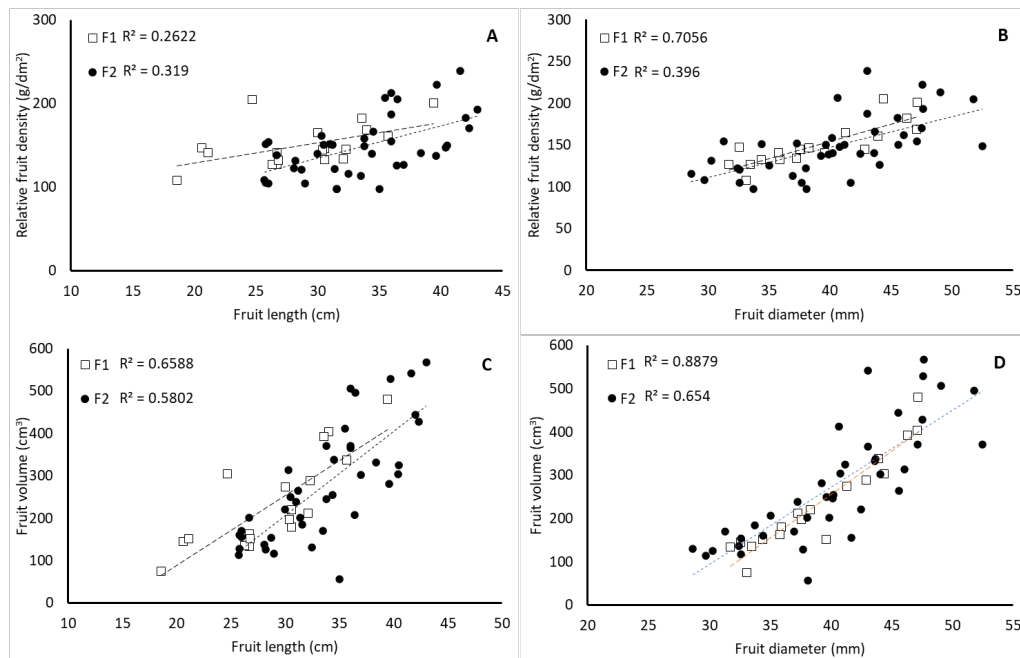 A
F1 R² = 0.2622
F2 R² = 0.319
Relative fruit density (g/dm²)
300
200
100
0
10 15 20 25 30 35 40 45
Fruit length (cm)
B
F1 R² = 0.7056
F2 R² = 0.396
Relative fruit density (g/dm²)
300
250
200
150
100
50
0
20 25 30 35 40 45 50 55
Fruit diameter (mm)
C
F1 R² = 0.6588
F2 R² = 0.5802
Fruit volume (cm³)
600
500
400
300
200
100
0
10 15 20 25 30 35 40 45 50
Fruit length (cm)
D
F1 R² = 0.8879
F2 R² = 0.654
Fruit volume (cm³)
600
500
400
300
200
100
0
20 25 30 35 40 45 50 55
Fruit diameter (mm)